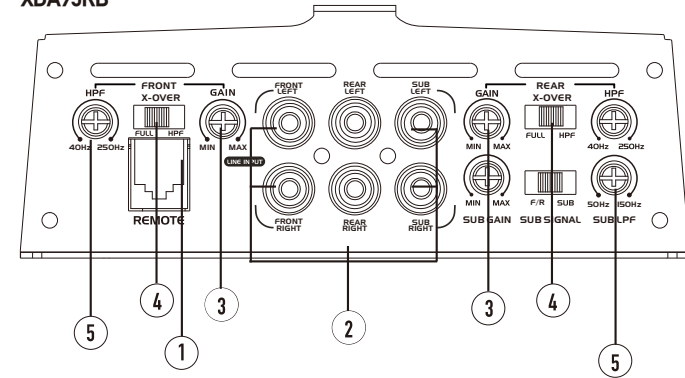 XDA75RB
FRONT
REAR
HPF
X-OVER
GAIN
FRONT LEFT
REAR LEFT
SUB LEFT
GAIN
X-OVER
HPF
40Hz 250Hz
FULL HPF
MIN MAX
MIN MAX
FULL HPF
40Hz 250Hz
LINE INPUT
REMOTE
FRONT RIGHT
REAR RIGHT
SUB RIGHT
MIN MAX
F/R SUB
50Hz 150Hz
SUB GAIN
SUB SIGNAL
SUB LPF
5
4
1
3
2
3
4
5